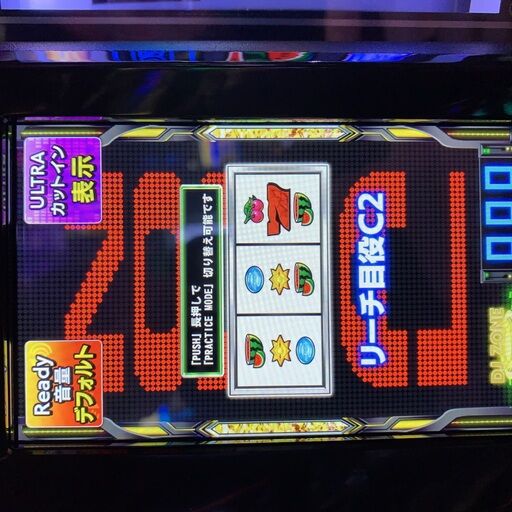 Ready
音量
デフォルト
ULTRA
カットイン
表示
「PUSH」長押しで
「PRACTICE MODE」切り替え可能です
7
リーチ目役C2
DJ ZONE
000